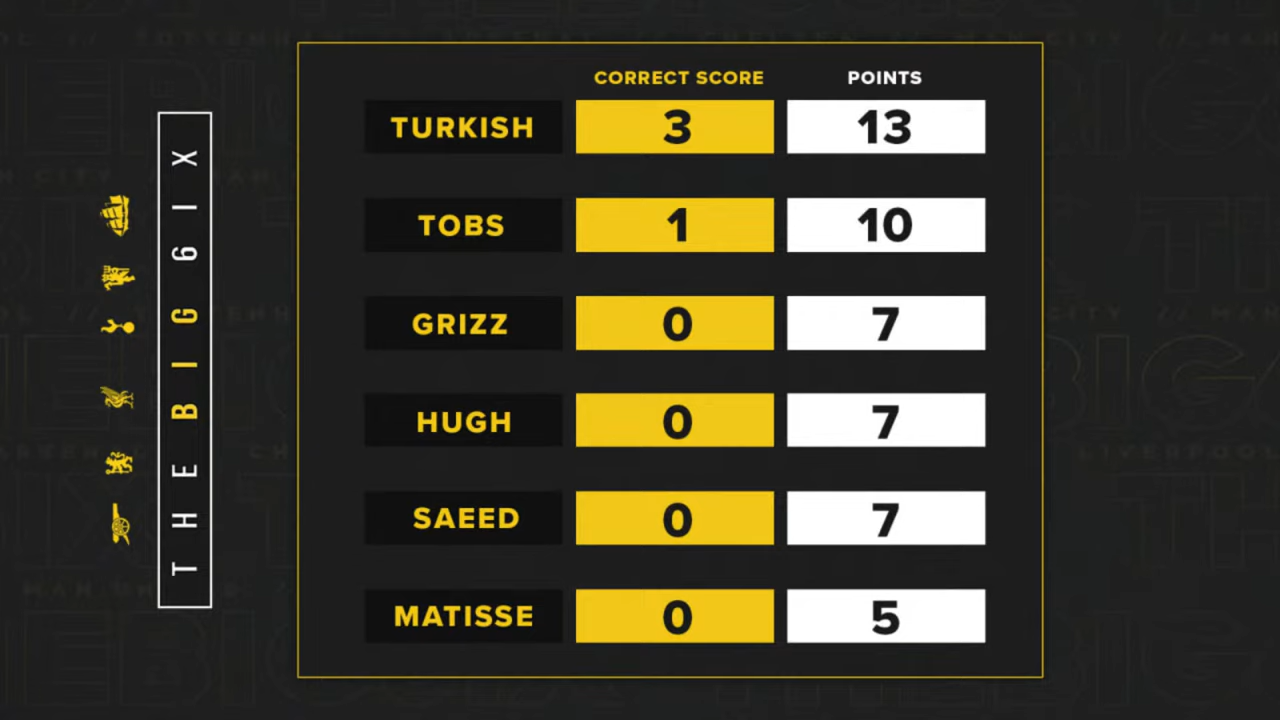 THE BIG 6IX
CORRECT SCORE POINTS
TURKISH 3 13
TOBS 1 10
GRIZZ 0 7
HUGH 0 7
SAEED 0 7
MATISSE 0 5